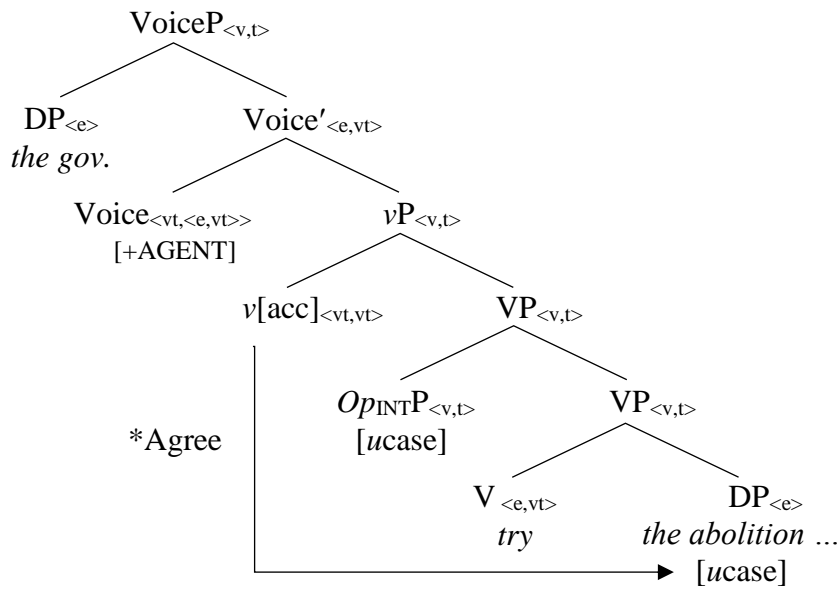 VoiceP<v,t>
DP<e> Voice′<e,vt>
the gov.
Voice<vt,<e,vt>> vP<v,t>
[+AGENT]
v[acc]<vt,vt> VP<v,t>
OpINTP<v,t> VP<v,t>
*Agree [ucase]
V <e,vt> DP<e>
try the abolition ...
[ucase]